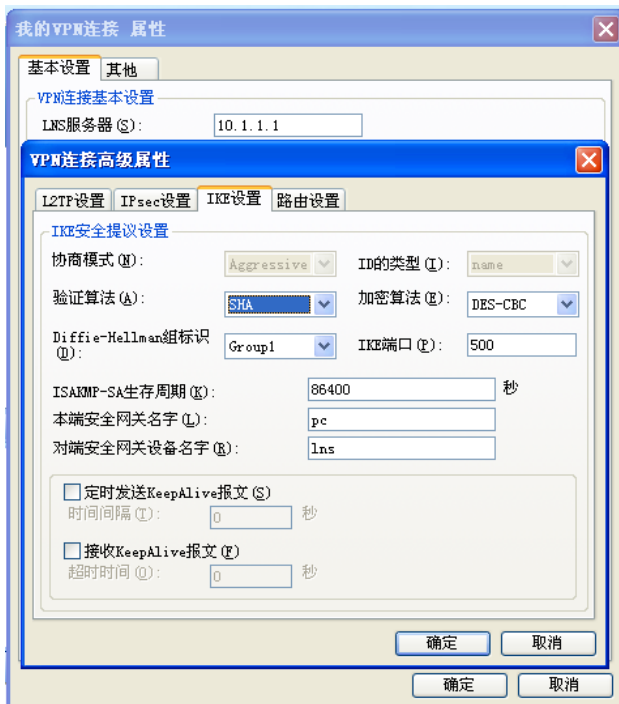 我的VPN连接 属性
基本设置 其他
VPN连接基本设置
LNS服务器(S): 10.1.1.1
VPN连接高级属性
L2TP设置 IPsec设置 IKE设置 路由设置
IKE安全提议设置
协商模式(N): Aggressive ID的类型(I): name
验证算法(A): SHA 加密算法(E): DES-CBC
Diffie-Hellman组标识
(D): Group1 IKE端口(P): 500
ISAKMP-SA生存周期(K): 86400 秒
本端安全网关名字(L): pc
对端安全网关设备名字(R): lns
定时发送KeepAlive报文(S)
时间间隔(T): 0 秒
接收KeepAlive报文(F)
超时时间(O): 0 秒
确定 取消
确定 取消